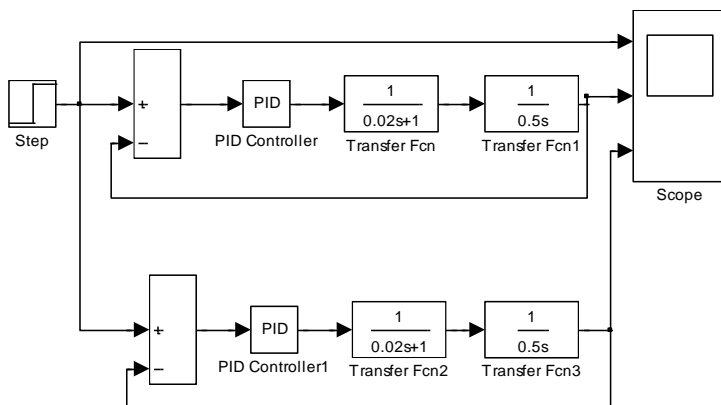 +
−
Step
PID
PID Controller
1
0.02s+1
Transfer Fcn
1
0.5s
Transfer Fcn1
Scope
+
−
PID
PID Controller1
1
0.02s+1
Transfer Fcn2
1
0.5s
Transfer Fcn3